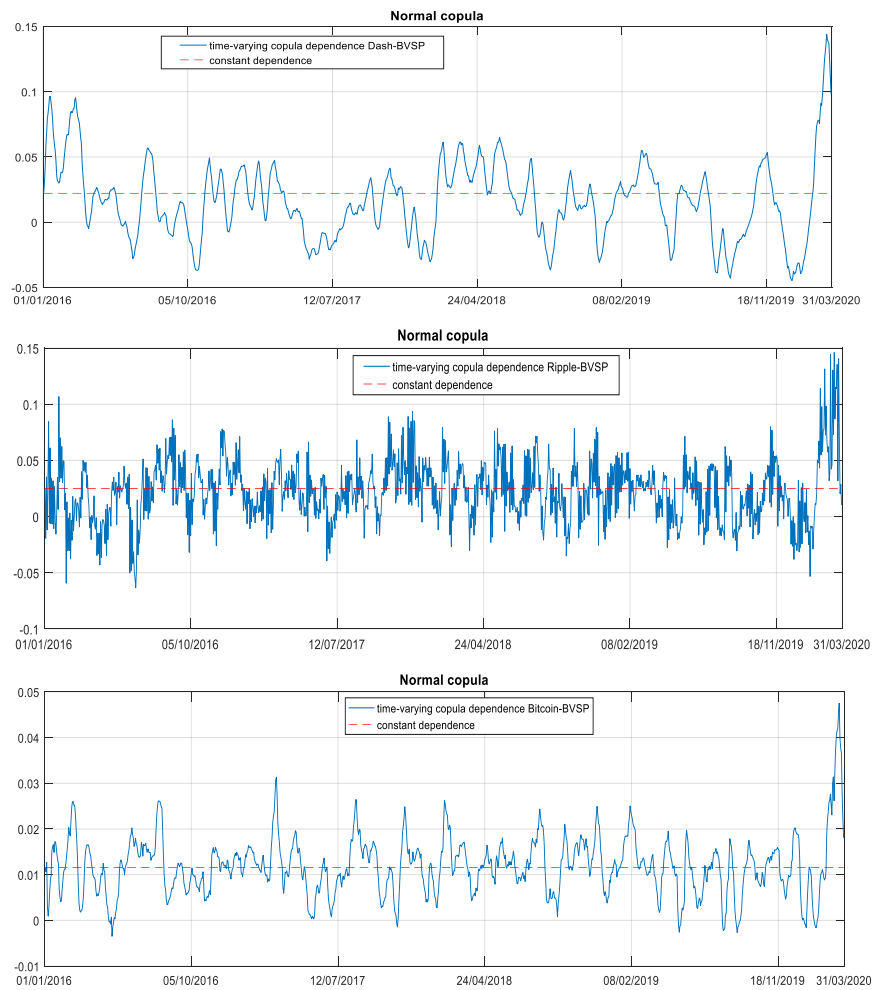 Normal copula
0.15
time-varying copula dependence Dash-BVSP
constant dependence
0.1
0.05
0
-0.05
01/01/2016 05/10/2016 12/07/2017 24/04/2018 08/02/2019 18/11/2019 31/03/2020
Normal copula
0.15
time-varying copula dependence Ripple-BVSP
constant dependence
0.1
0.05
0
-0.05
-0.1
01/01/2016 05/10/2016 12/07/2017 24/04/2018 08/02/2019 18/11/2019 31/03/2020
Normal copula
0.05
time-varying copula dependence Bitcoin-BVSP
constant dependence
0.04
0.03
0.02
0.01
0
-0.01
01/01/2016 05/10/2016 12/07/2017 24/04/2018 08/02/2019 18/11/2019 31/03/2020